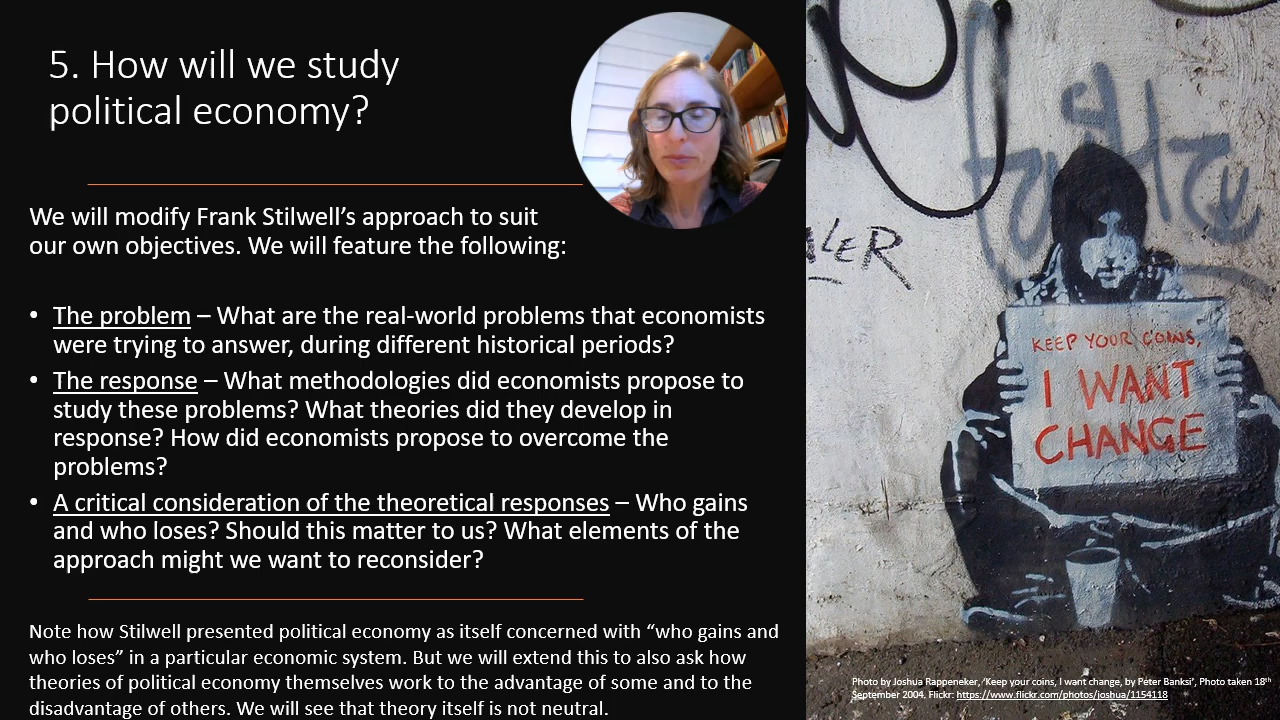 5. How will we study
political economy?
We will modify Frank Stilwell’s approach to suit
our own objectives. We will feature the following:
• The problem – What are the real-world problems that economists
were trying to answer, during different historical periods?
• The response – What methodologies did economists propose to
study these problems? What theories did they develop in
response? How did economists propose to overcome the
problems?
• A critical consideration of the theoretical responses – Who gains
and who loses? Should this matter to us? What elements of the
approach might we want to reconsider?
Note how Stilwell presented political economy as itself concerned with “who gains and
who loses” in a particular economic system. But we will extend this to also ask how
theories of political economy themselves work to the advantage of some and to the
disadvantage of others. We will see that theory itself is not neutral.
KEEP YOUR COINS,
I WANT
CHANGE
Photo by Joshua Rappeneker, ‘Keep your coins, I want change, by Peter Banksi’, Photo taken 18th
September 2004. Flickr: https://www.flickr.com/photos/joshua/1154118